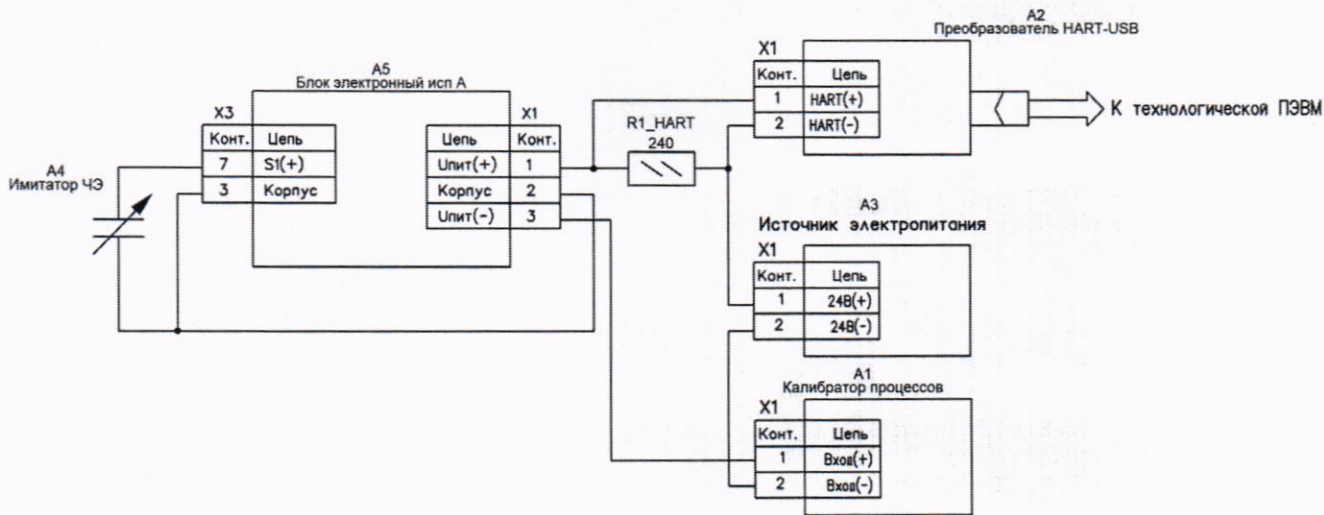 A2
Преобразователь HART-USB
X1
Конт. Цепь
1 HART(+)
2 HART(-)
К технологической ПЭВМ
A5
Блок электронный исп А
X3
Конт. Цепь
7 S1(+)
3 Корпус
X1
Цепь Конт.
Uпит(+) 1
Корпус 2
Uпит(-) 3
R1_HART
240
A4
Имитатор ЧЭ
A3
Источник электропитания
X1
Конт. Цепь
1 24В(+)
2 24В(-)
A1
Калибратор процессов
X1
Конт. Цепь
1 Вход(+)
2 Вход(-)